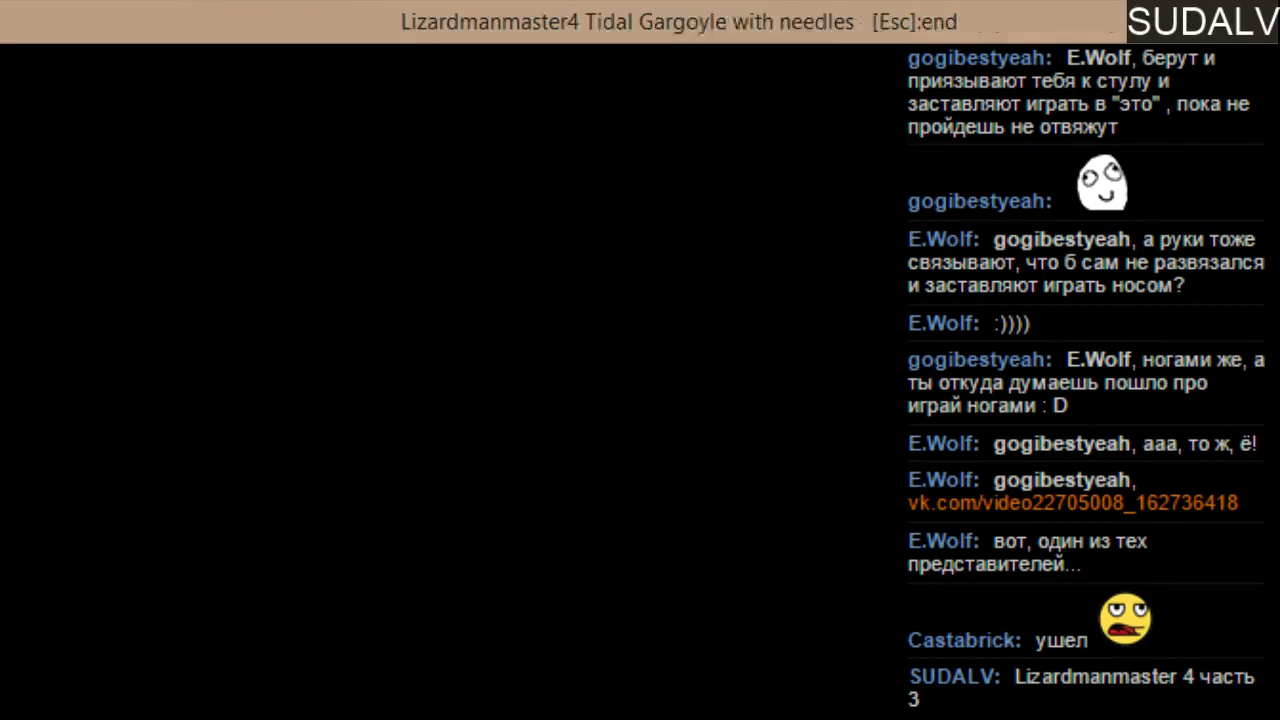 Lizardmanmaster4 Tidal Gargoyle with needles [Esc]:end
SUDALV
gogibestyeah: E.Wolf, берут и
приязывают тебя к стулу и
заставляют играть в "это" , пока не
пройдешь не отвяжут
gogibestyeah:
E.Wolf: gogibestyeah, а руки тоже
связывают, что б сам не развязался
и заставляют играть носом?
E.Wolf: :))))
gogibestyeah: E.Wolf, ногами же, а
ты откуда думаешь пошло про
играй ногами : D
E.Wolf: gogibestyeah, ааа, то ж, ё!
E.Wolf: gogibestyeah,
vk.com/video22705008_162736418
E.Wolf: вот, один из тех
представителей...
Castabrick: ушел
SUDALV: Lizardmanmaster 4 часть
3